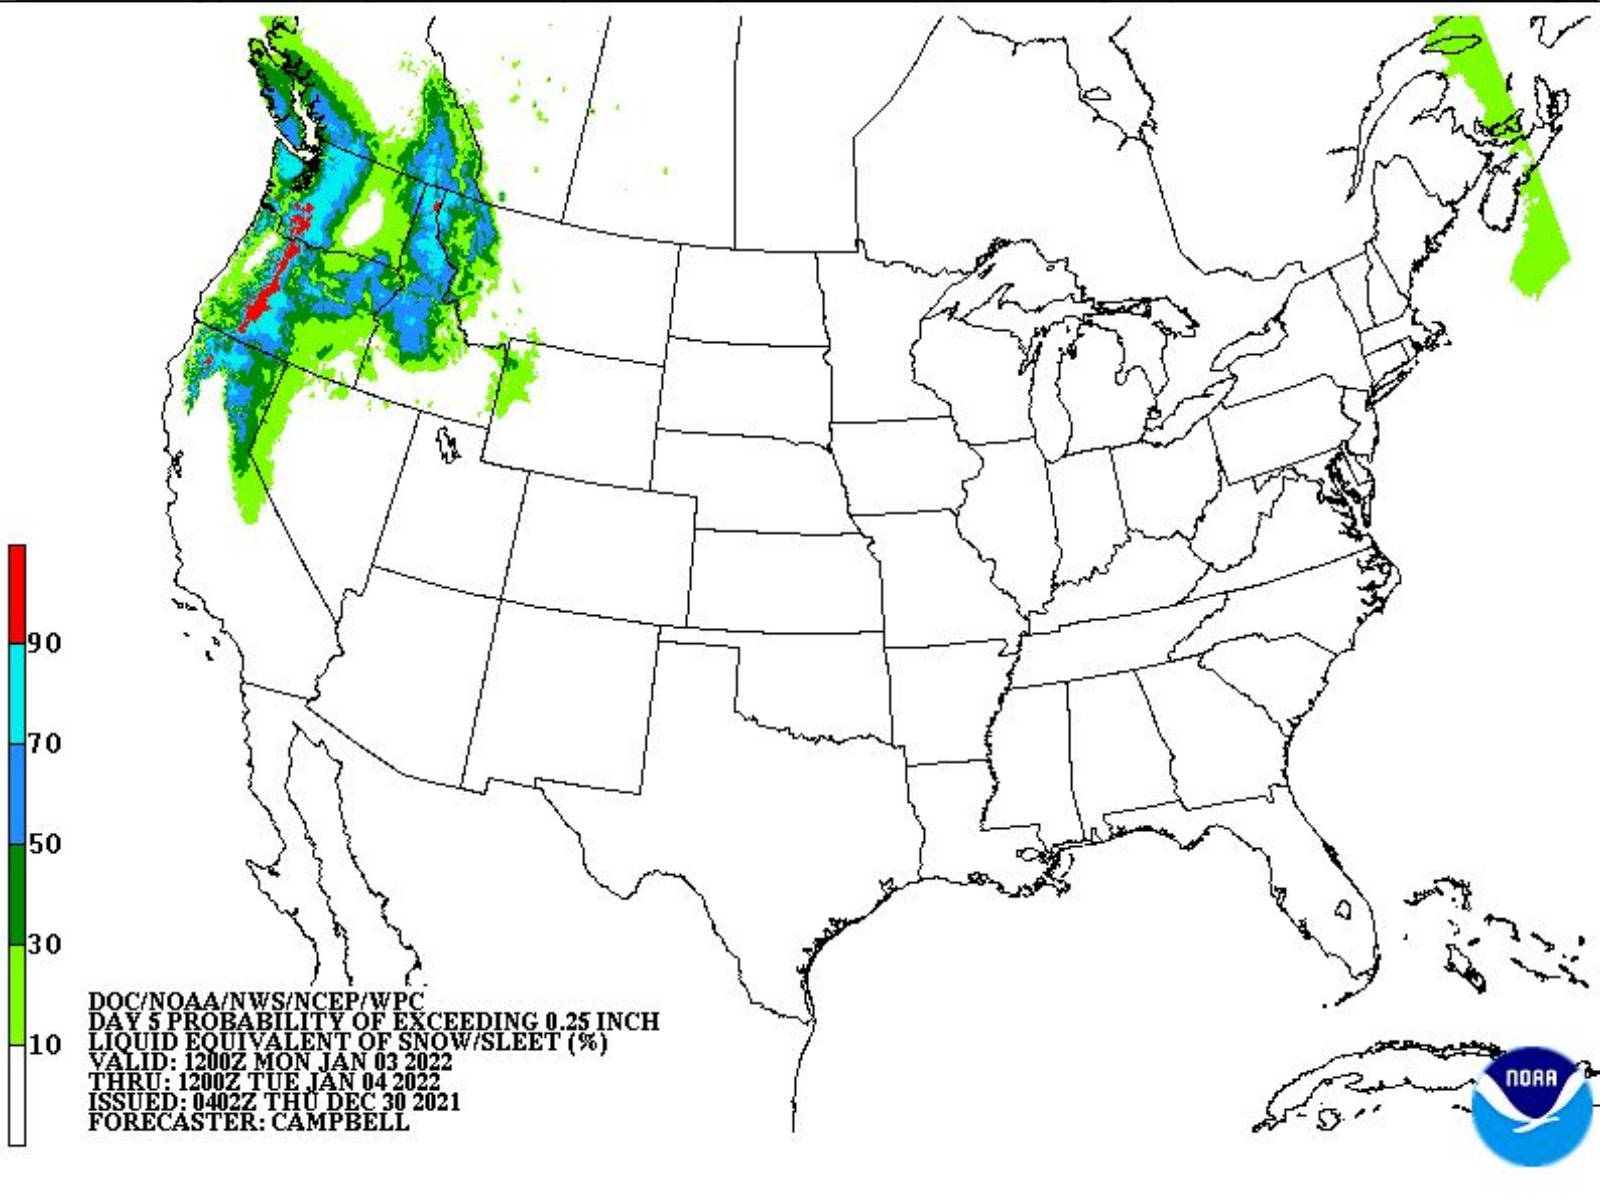 90
70
50
30
10
DOC/NOAA/NWS/NCEP/WPC
DAY 5 PROBABILITY OF EXCEEDING 0.25 INCH
LIQUID EQUIVALENT OF SNOW/SLEET (%)
VALID: 1200Z MON JAN 03 2022
THRU: 1200Z TUE JAN 04 2022
ISSUED: 0402Z THU DEC 30 2021
FORECASTER: CAMPBELL
NOAA